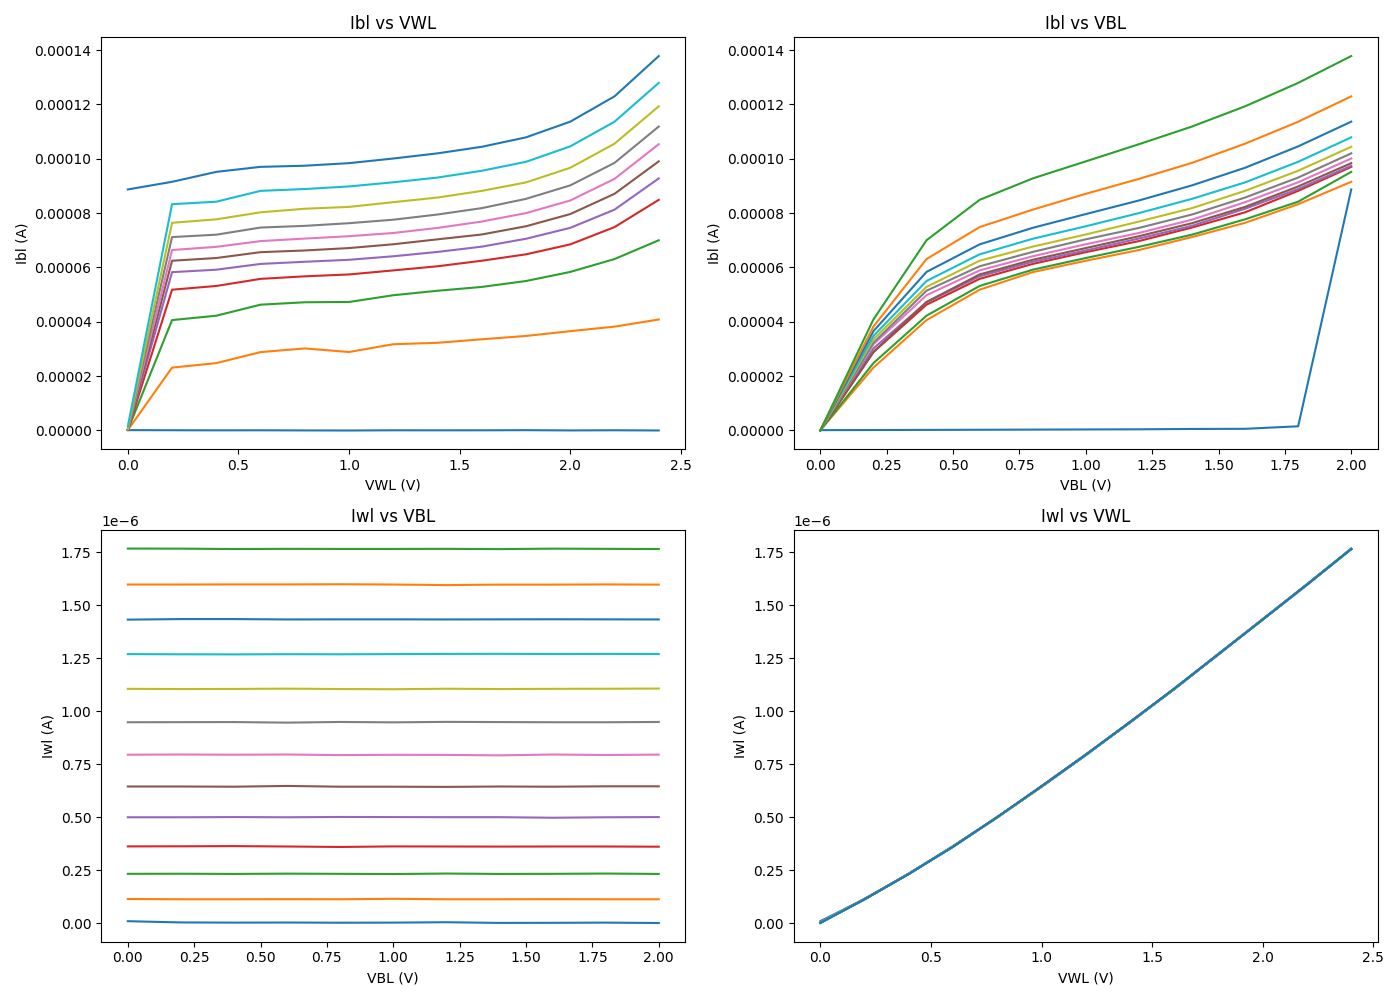 Ibl vs VWL
Ibl (A)
0.00014
0.00012
0.00010
0.00008
0.00006
0.00004
0.00002
0.00000
0.0 0.5 1.0 1.5 2.0 2.5
VWL (V)
Ibl vs VBL
Ibl (A)
0.00014
0.00012
0.00010
0.00008
0.00006
0.00004
0.00002
0.00000
0.00 0.25 0.50 0.75 1.00 1.25 1.50 1.75 2.00
VBL (V)
Iwl vs VBL
1e−6
Iwl (A)
1.75
1.50
1.25
1.00
0.75
0.50
0.25
0.00
0.00 0.25 0.50 0.75 1.00 1.25 1.50 1.75 2.00
VBL (V)
Iwl vs VWL
1e−6
Iwl (A)
1.75
1.50
1.25
1.00
0.75
0.50
0.25
0.00
0.0 0.5 1.0 1.5 2.0 2.5
VWL (V)